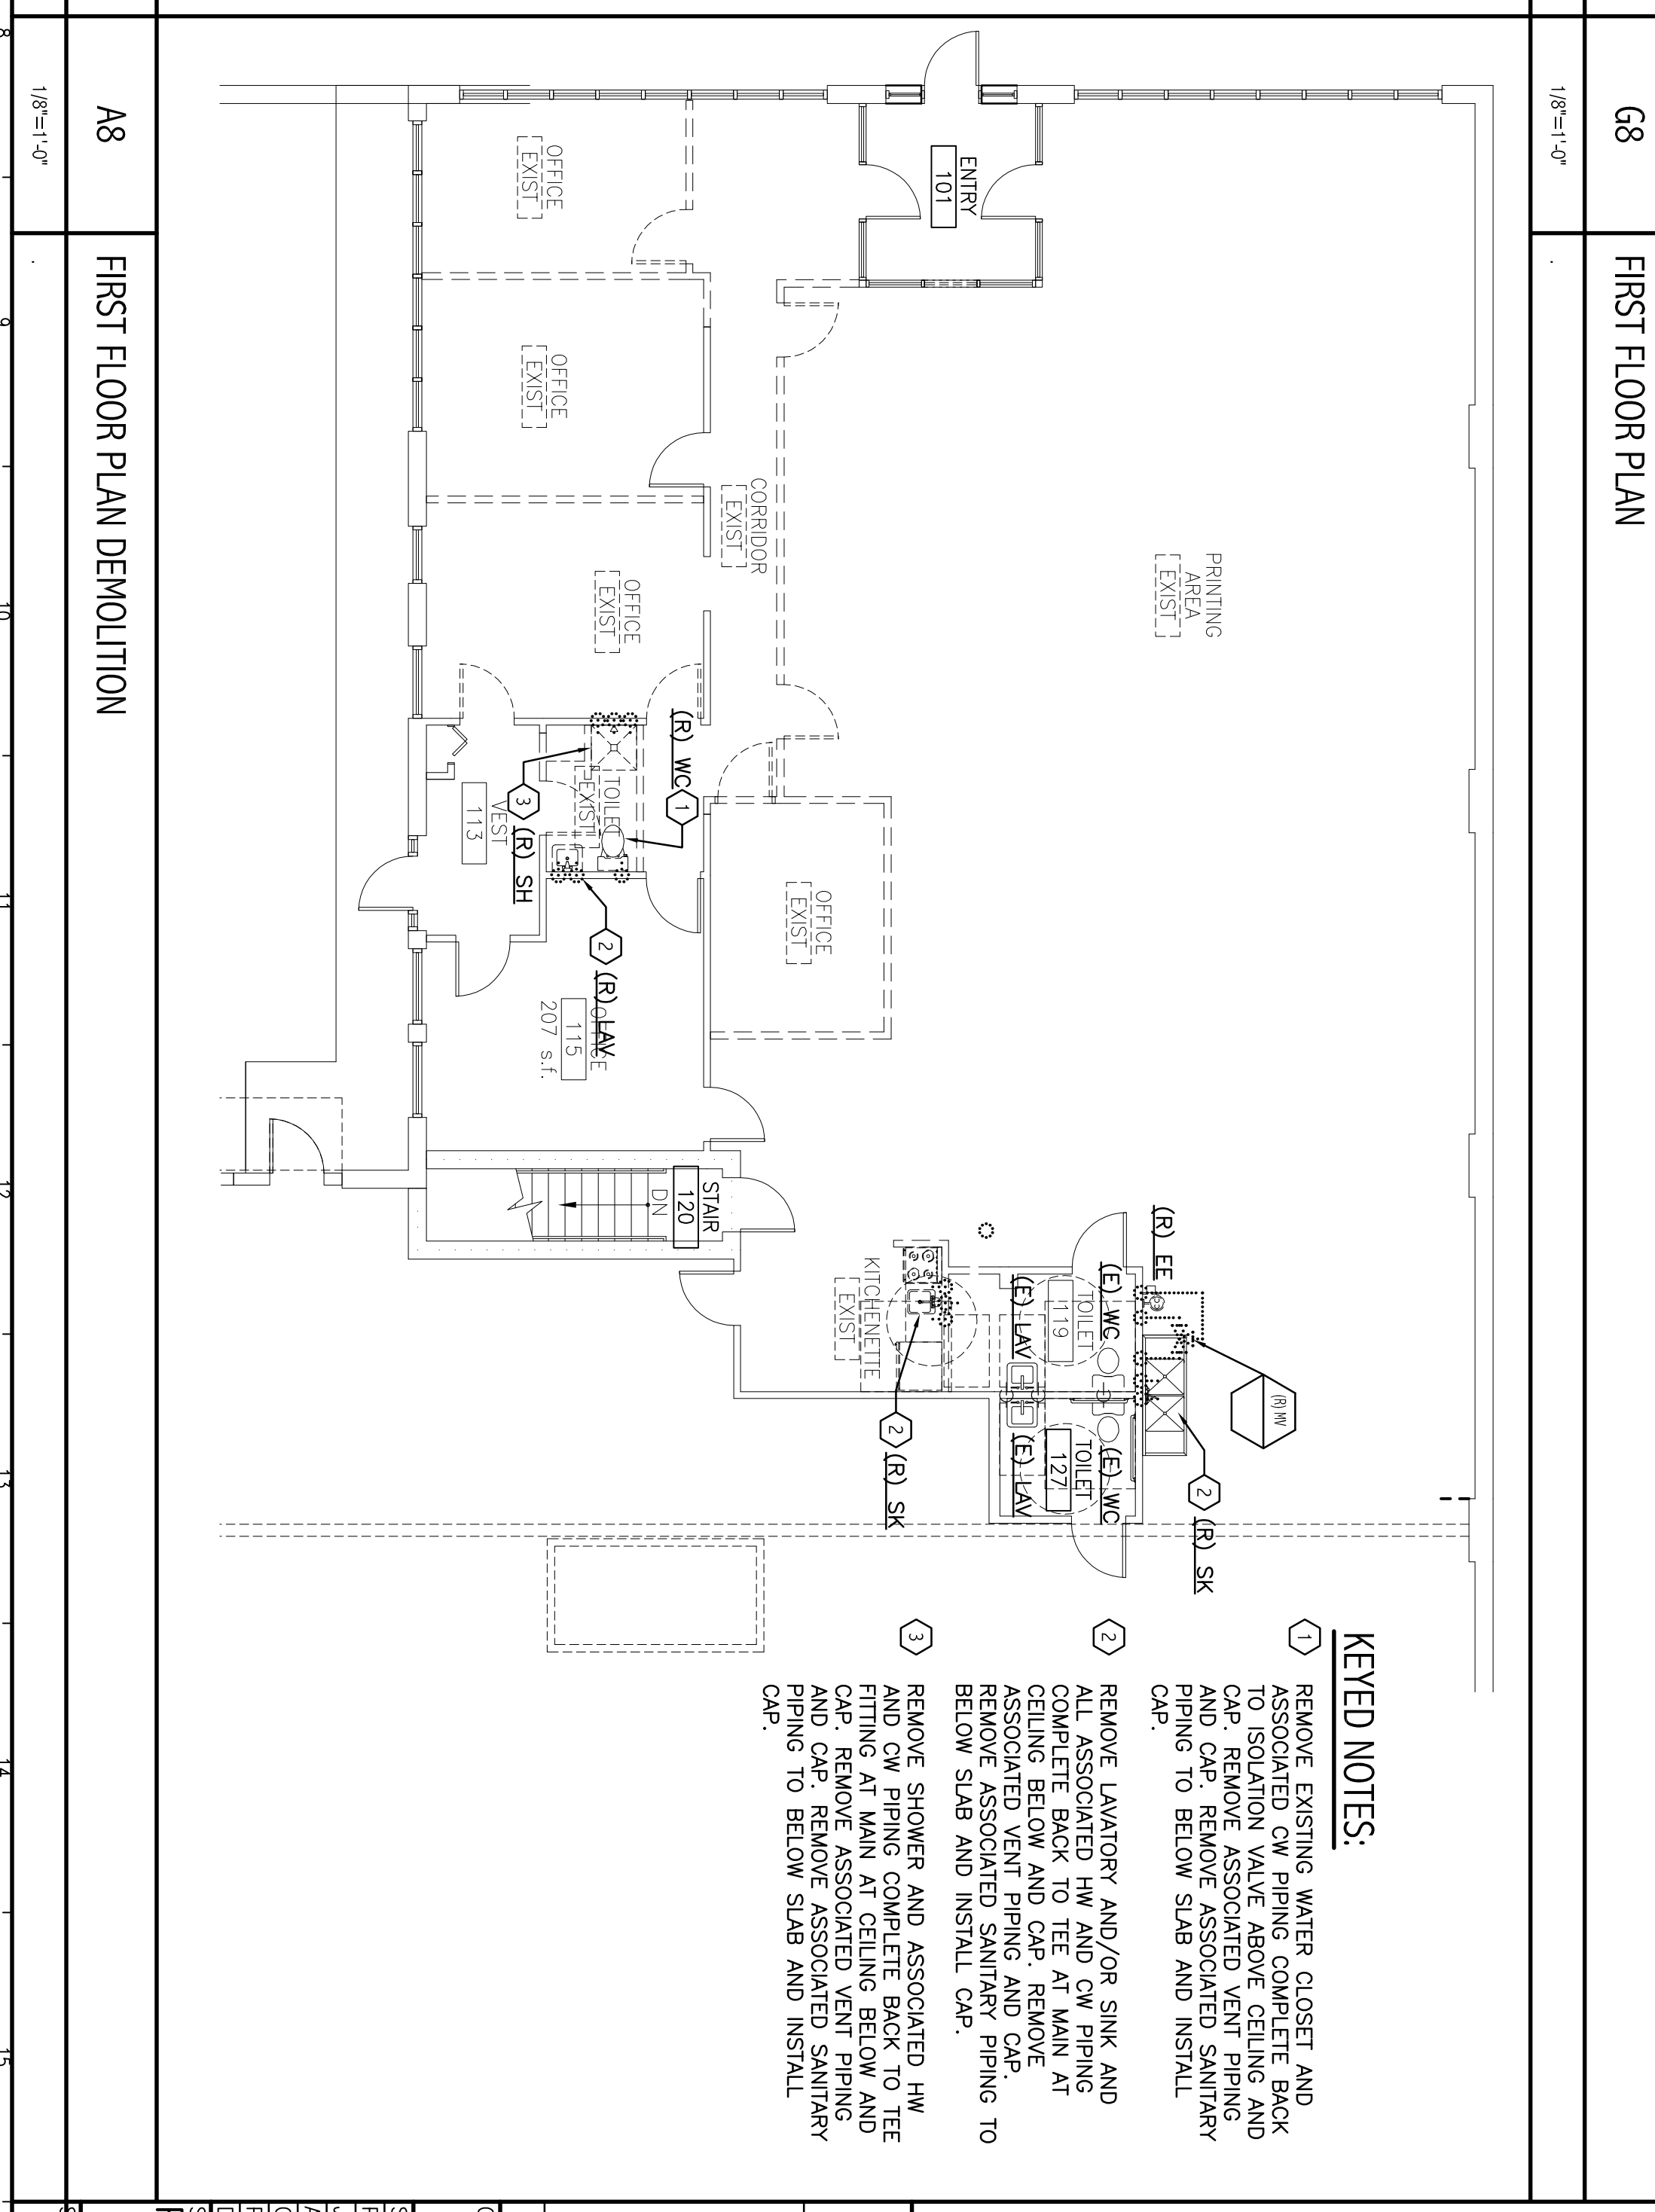 G8
FIRST FLOOR PLAN
1/8"=1'-0"
KEYED NOTES:
1
REMOVE EXISTING WATER CLOSET AND
ASSOCIATED CW PIPING COMPLETE BACK
TO ISOLATION VALVE ABOVE CEILING AND
CAP. REMOVE ASSOCIATED VENT PIPING
AND CAP. REMOVE ASSOCIATED SANITARY
PIPING TO BELOW SLAB AND INSTALL
CAP.
2
REMOVE LAVATORY AND/OR SINK AND
ALL ASSOCIATED HW AND CW PIPING
COMPLETE BACK TO TEE AT MAIN AT
CEILING BELOW AND CAP. REMOVE
ASSOCIATED VENT PIPING AND CAP.
REMOVE ASSOCIATED SANITARY PIPING TO
BELOW SLAB AND INSTALL CAP.
3
REMOVE SHOWER AND ASSOCIATED HW
AND CW PIPING COMPLETE BACK TO TEE
FITTING AT MAIN AT CEILING BELOW AND
CAP. REMOVE ASSOCIATED VENT PIPING
AND CAP. REMOVE ASSOCIATED SANITARY
PIPING TO BELOW SLAB AND INSTALL
CAP.
(R) MV
PRINTING
AREA
EXIST
2 (R) SK
(R) EE
(E) WC
(E) WC
TOILET
119
TOILET
127
(E) LAV
(E) LAV
ENTRY
101
2 (R) SK
KITCHENETTE
EXIST
OFFICE
EXIST
CORRIDOR
EXIST
STAIR
120
DN
(R) WC
1
TOILET
EXIST
OFFICE
EXIST
2 (R) LAV
OFFICE
115
207 s.f.
OFFICE
EXIST
OFFICE
EXIST
3 (R) SH
VEST
113
A8
FIRST FLOOR PLAN DEMOLITION
1/8"=1'-0"
8
9
10
11
12
13
14
15